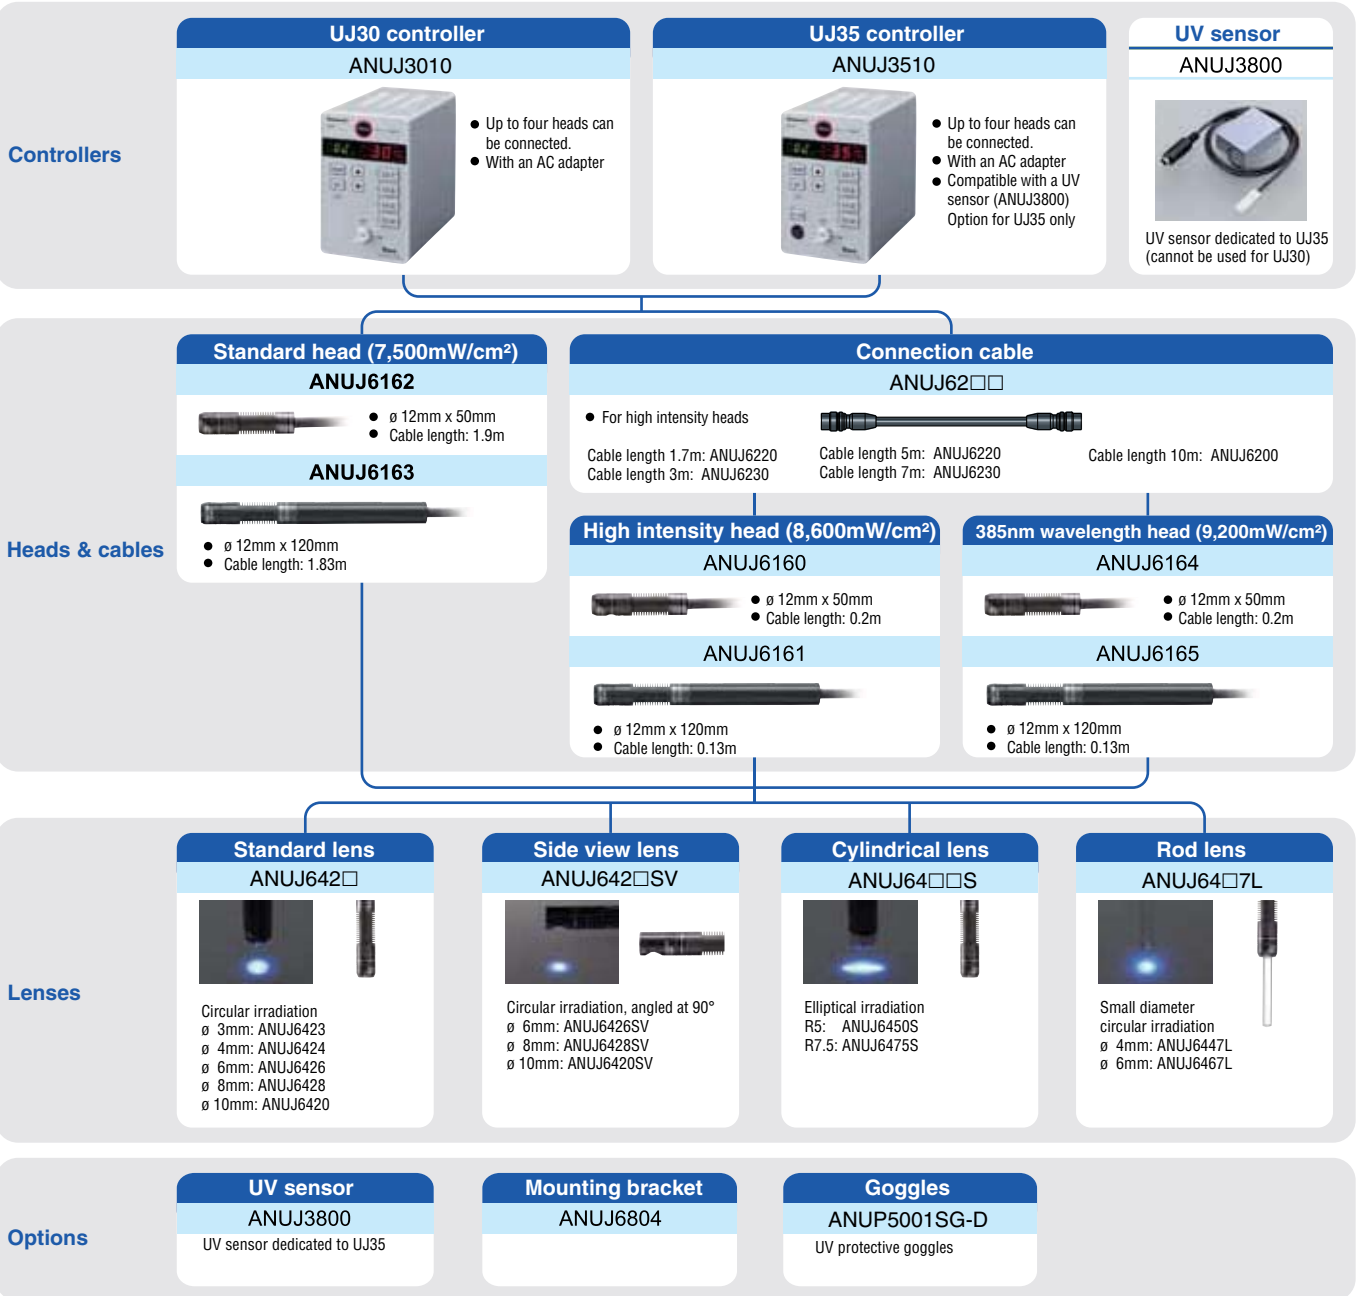 Controllers
UJ30 controller
ANUJ3010
● Up to four heads can
be connected.
● With an AC adapter
UJ35 controller
ANUJ3510
● Up to four heads can
be connected.
● With an AC adapter
● Compatible with a UV
sensor (ANUJ3800)
Option for UJ35 only
UV sensor
ANUJ3800
UV sensor dedicated to UJ35
(cannot be used for UJ30)
Heads & cables
Standard head (7,500mW/cm²)
ANUJ6162
● ø 12mm x 50mm
● Cable length: 1.9m
ANUJ6163
● ø 12mm x 120mm
● Cable length: 1.83m
Connection cable
ANUJ62□□
● For high intensity heads
Cable length 1.7m: ANUJ6220
Cable length 3m: ANUJ6230
Cable length 5m: ANUJ6220
Cable length 7m: ANUJ6230
Cable length 10m: ANUJ6200
High intensity head (8,600mW/cm²)
ANUJ6160
● ø 12mm x 50mm
● Cable length: 0.2m
ANUJ6161
● ø 12mm x 120mm
● Cable length: 0.13m
385nm wavelength head (9,200mW/cm²)
ANUJ6164
● ø 12mm x 50mm
● Cable length: 0.2m
ANUJ6165
● ø 12mm x 120mm
● Cable length: 0.13m
Lenses
Standard lens
ANUJ642□
Circular irradiation
ø 3mm: ANUJ6423
ø 4mm: ANUJ6424
ø 6mm: ANUJ6426
ø 8mm: ANUJ6428
ø 10mm: ANUJ6420
Side view lens
ANUJ642□SV
Circular irradiation, angled at 90°
ø 6mm: ANUJ6426SV
ø 8mm: ANUJ6428SV
ø 10mm: ANUJ6420SV
Cylindrical lens
ANUJ64□□S
Elliptical irradiation
R5: ANUJ6450S
R7.5: ANUJ6475S
Rod lens
ANUJ64□7L
Small diameter
circular irradiation
ø 4mm: ANUJ6447L
ø 6mm: ANUJ6467L
Options
UV sensor
ANUJ3800
UV sensor dedicated to UJ35
Mounting bracket
ANUJ6804
Goggles
ANUP5001SG-D
UV protective goggles